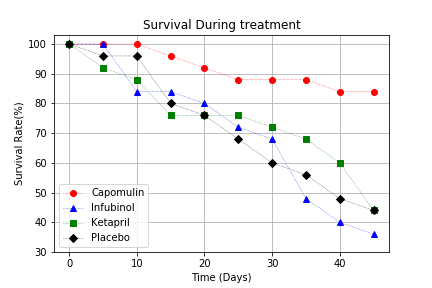 Survival During treatment
100
90
80
70
60
50
40
30
Survival Rate(%)
Capomulin
Infubinol
Ketapril
Placebo
0
10
20
30
40
Time (Days)